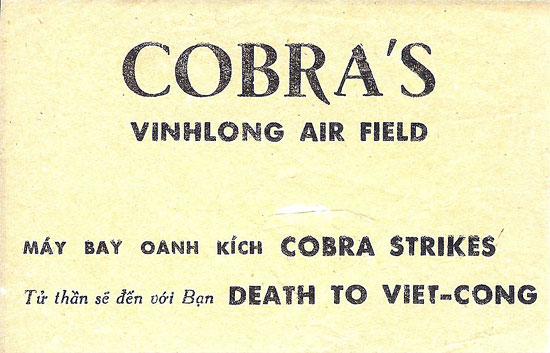 COBRA'S
VINHLONG AIR FIELD
MÁY BAY OANH KÍCH COBRA STRIKES
Tử thần sẽ đến với Bạn DEATH TO VIET-CONG